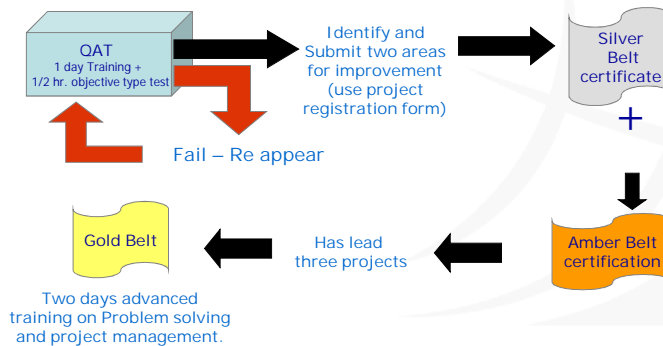 QAT
1 day Training +
1/2 hr. objective type test
Identify and
Submit two areas
for improvement
(use project
registration form)
Silver
Belt
certificate
+
Fail – Re appear
Amber Belt
certification
Has lead
three projects
Gold Belt
Two days advanced
training on Problem solving
and project management.